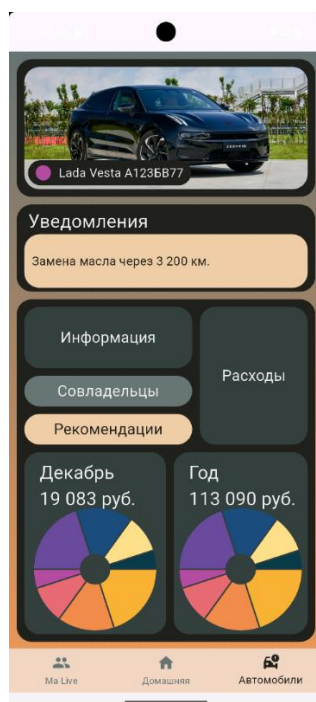 Lada Vesta А123БВ77
Уведомления
Замена масла через 3 200 км.
Информация
Расходы
Совладельцы
Рекомендации
Декабрь
19 083 руб.
Год
113 090 руб.
Ma Live
Домашняя
Автомобили